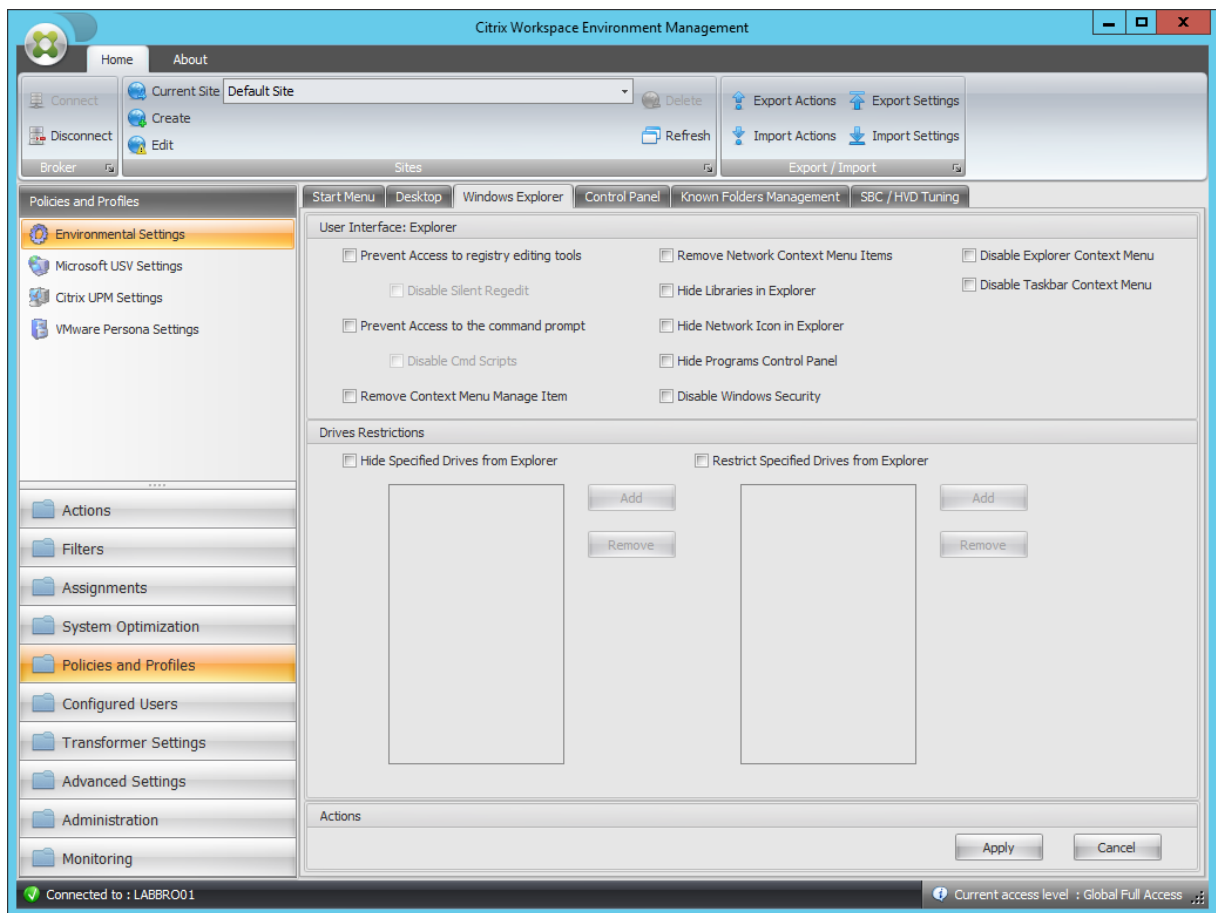 Citrix Workspace Environment Management
Home About
Connect
Disconnect
Broker
Current Site Default Site
Create
Edit
Delete
Refresh
Sites
Export Actions Export Settings
Import Actions Import Settings
Export / Import
Policies and Profiles
Environmental Settings
Microsoft USV Settings
Citrix UPM Settings
VMware Persona Settings
Actions
Filters
Assignments
System Optimization
Policies and Profiles
Configured Users
Transformer Settings
Advanced Settings
Administration
Monitoring
Start Menu Desktop Windows Explorer Control Panel Known Folders Management SBC / HVD Tuning
User Interface: Explorer
Prevent Access to registry editing tools
Disable Silent Regedit
Prevent Access to the command prompt
Disable Cmd Scripts
Remove Context Menu Manage Item
Remove Network Context Menu Items
Hide Libraries in Explorer
Hide Network Icon in Explorer
Hide Programs Control Panel
Disable Windows Security
Disable Explorer Context Menu
Disable Taskbar Context Menu
Drives Restrictions
Hide Specified Drives from Explorer
Add
Remove
Restrict Specified Drives from Explorer
Add
Remove
Actions
Apply Cancel
Connected to : LABBRO01
Current access level : Global Full Access